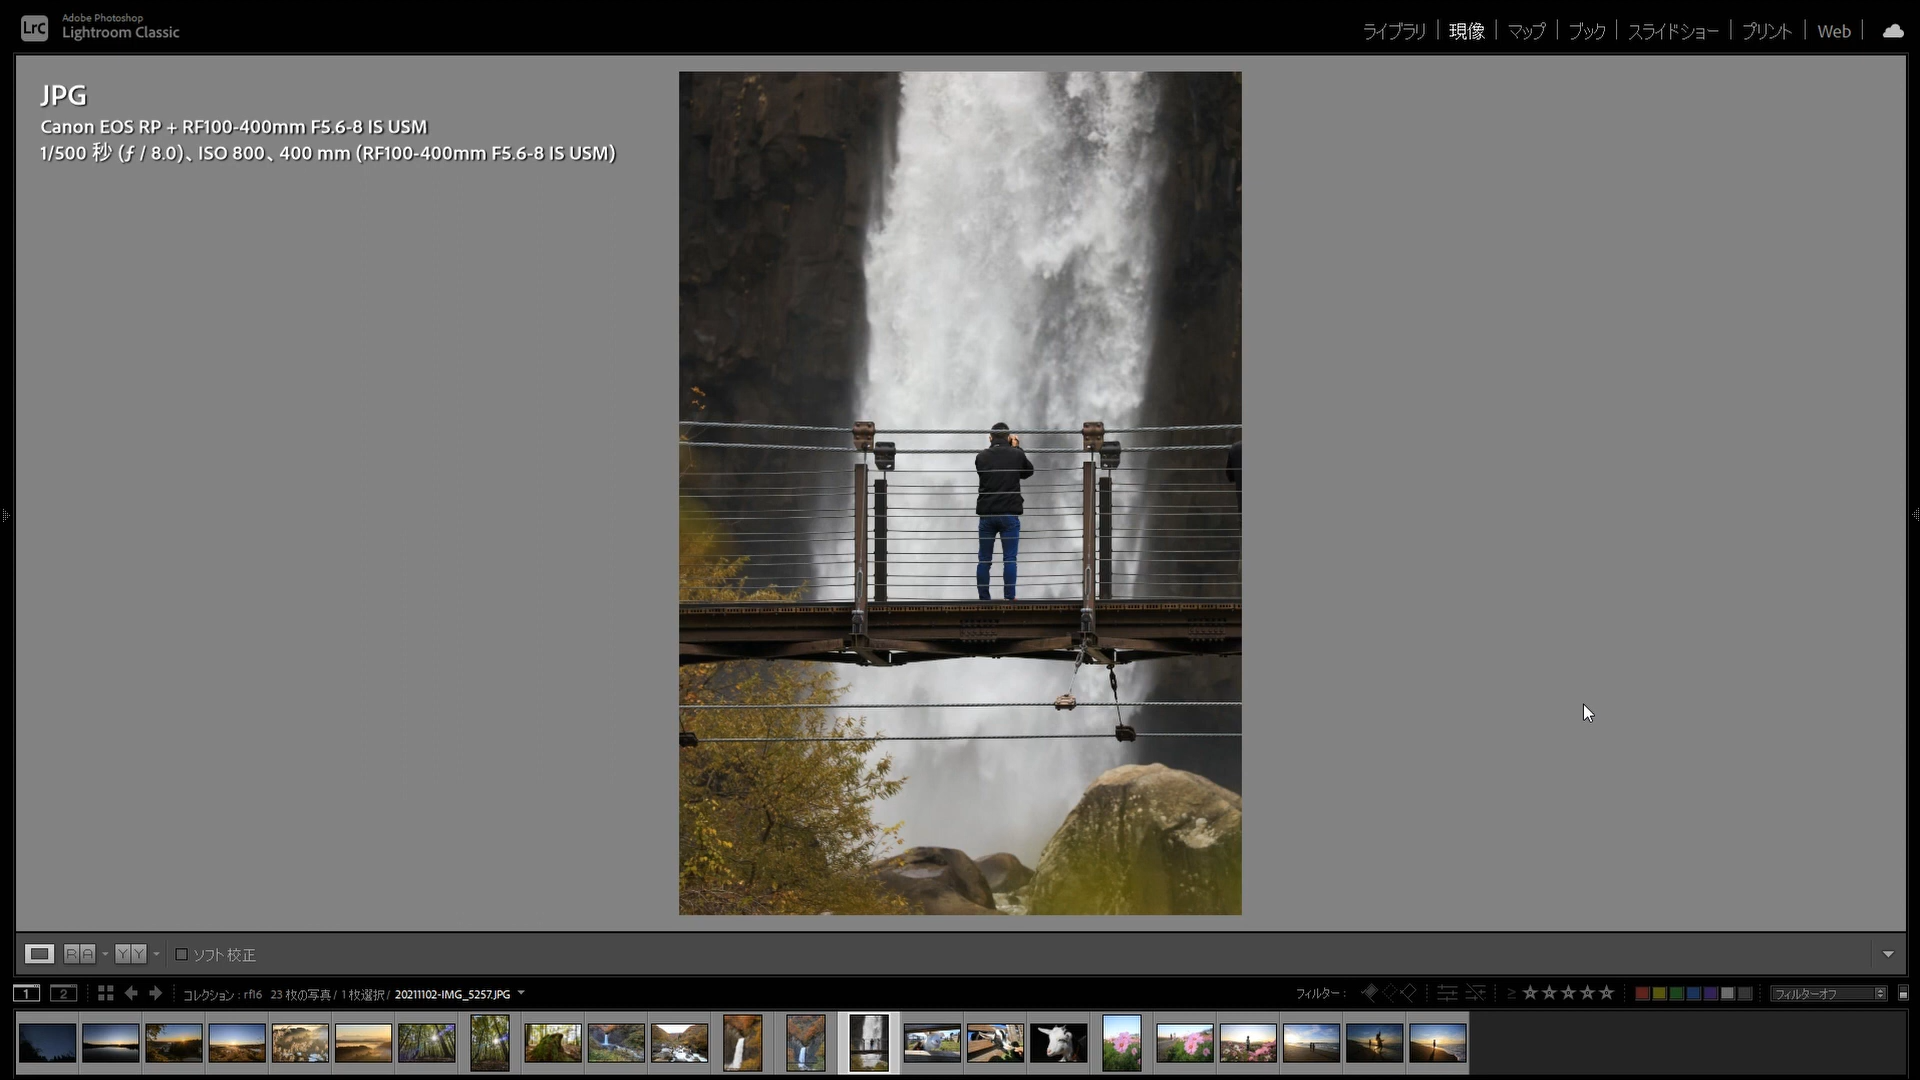 LrC
Adobe Photoshop
Lightroom Classic
ライブラリ | 現像 | マップ | ブック | スライドショー | プリント | Web |
JPG
Canon EOS RP + RF100-400mm F5.6-8 IS USM
1/500 秒 (ƒ / 8.0)、ISO 800、400 mm (RF100-400mm F5.6-8 IS USM)
R A Y Y ソフト校正
1 2 コレクション : rf16 23 枚の写真 / 1 枚選択 / 20211102-IMG_5257.JPG フィルター : ≥ フィルターオフ